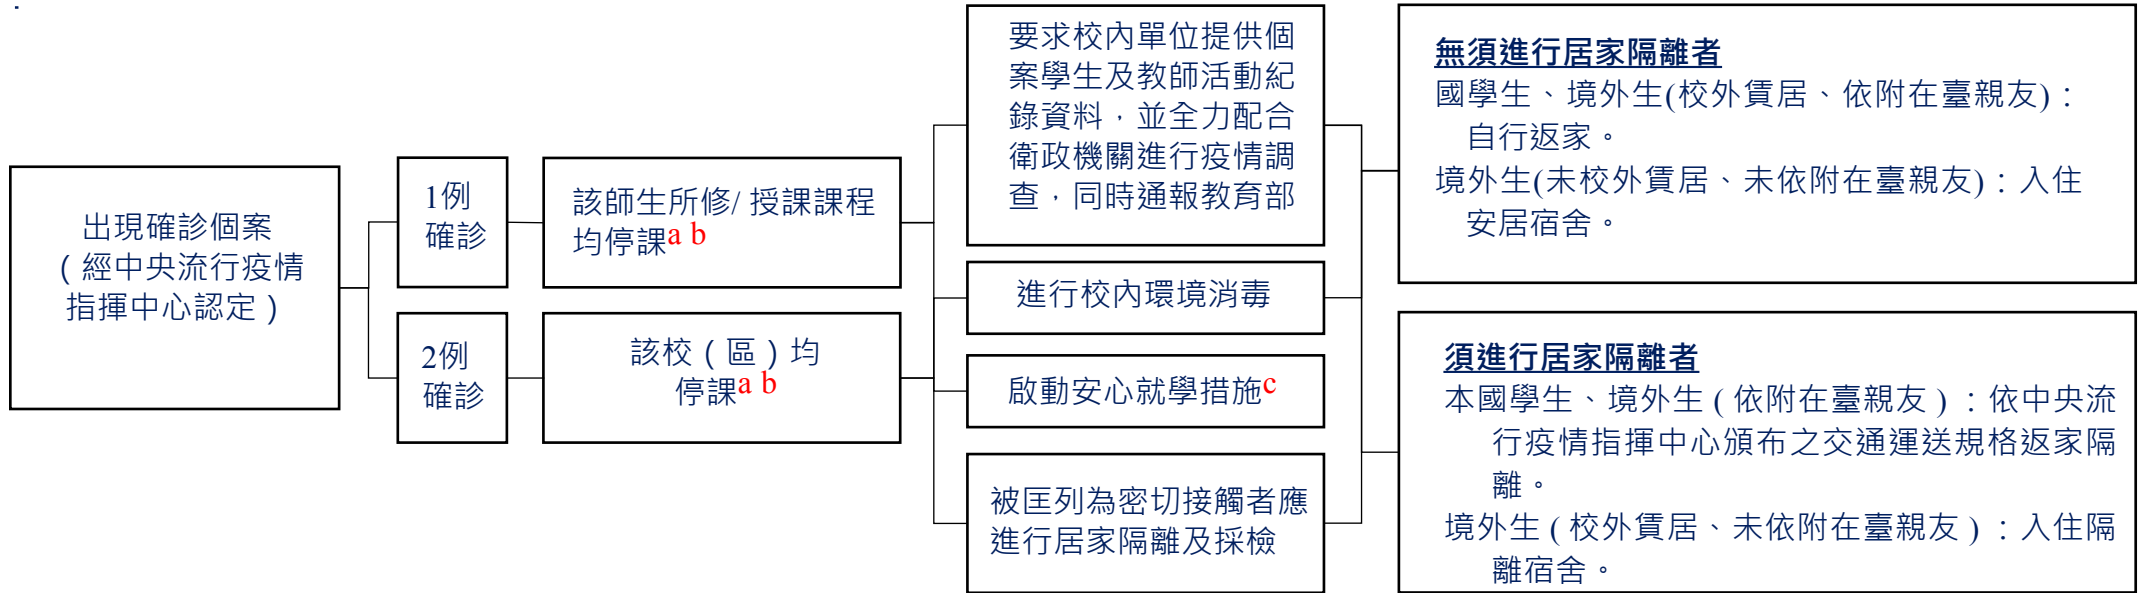 出現確診個案
（經中央流行疫情
指揮中心認定）
1例
確診
該師生所修/ 授課課程
均停課a b
2例
確診
該校（區）均
停課a b
要求校內單位提供個
案學生及教師活動紀
錄資料，並全力配合
衛政機關進行疫情調
查，同時通報教育部
進行校內環境消毒
啟動安心就學措施c
被匡列為密切接觸者應
進行居家隔離及採檢
無須進行居家隔離者
國學生、境外生(校外賃居、依附在臺親友)：
自行返家。
境外生(未校外賃居、未依附在臺親友)：入住
安居宿舍。
須進行居家隔離者
本國學生、境外生（依附在臺親友）：依中央流
行疫情指揮中心頒布之交通運送規格返家隔
離。
境外生（校外賃居、未依附在臺親友）：入住隔
離宿舍。